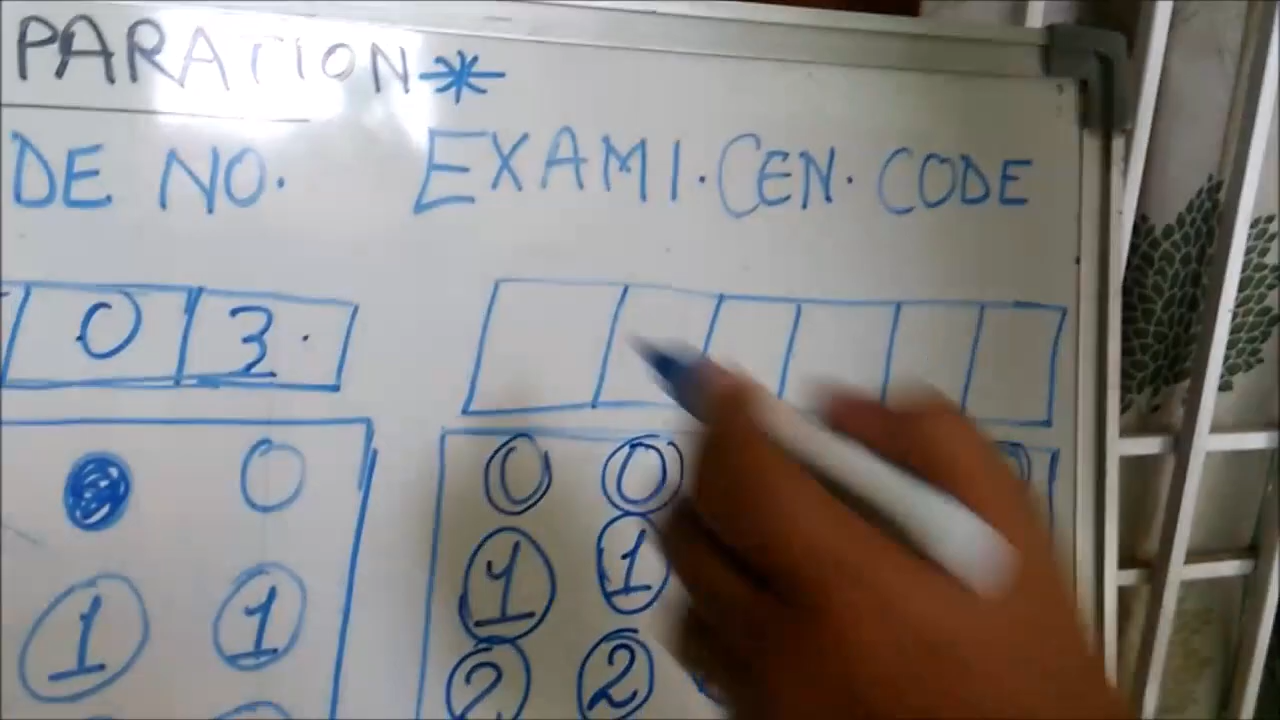 PARATION*
DE NO. EXAMI. CEN. CODE
0 3.
0 0 0
1 1 1 1
2 2